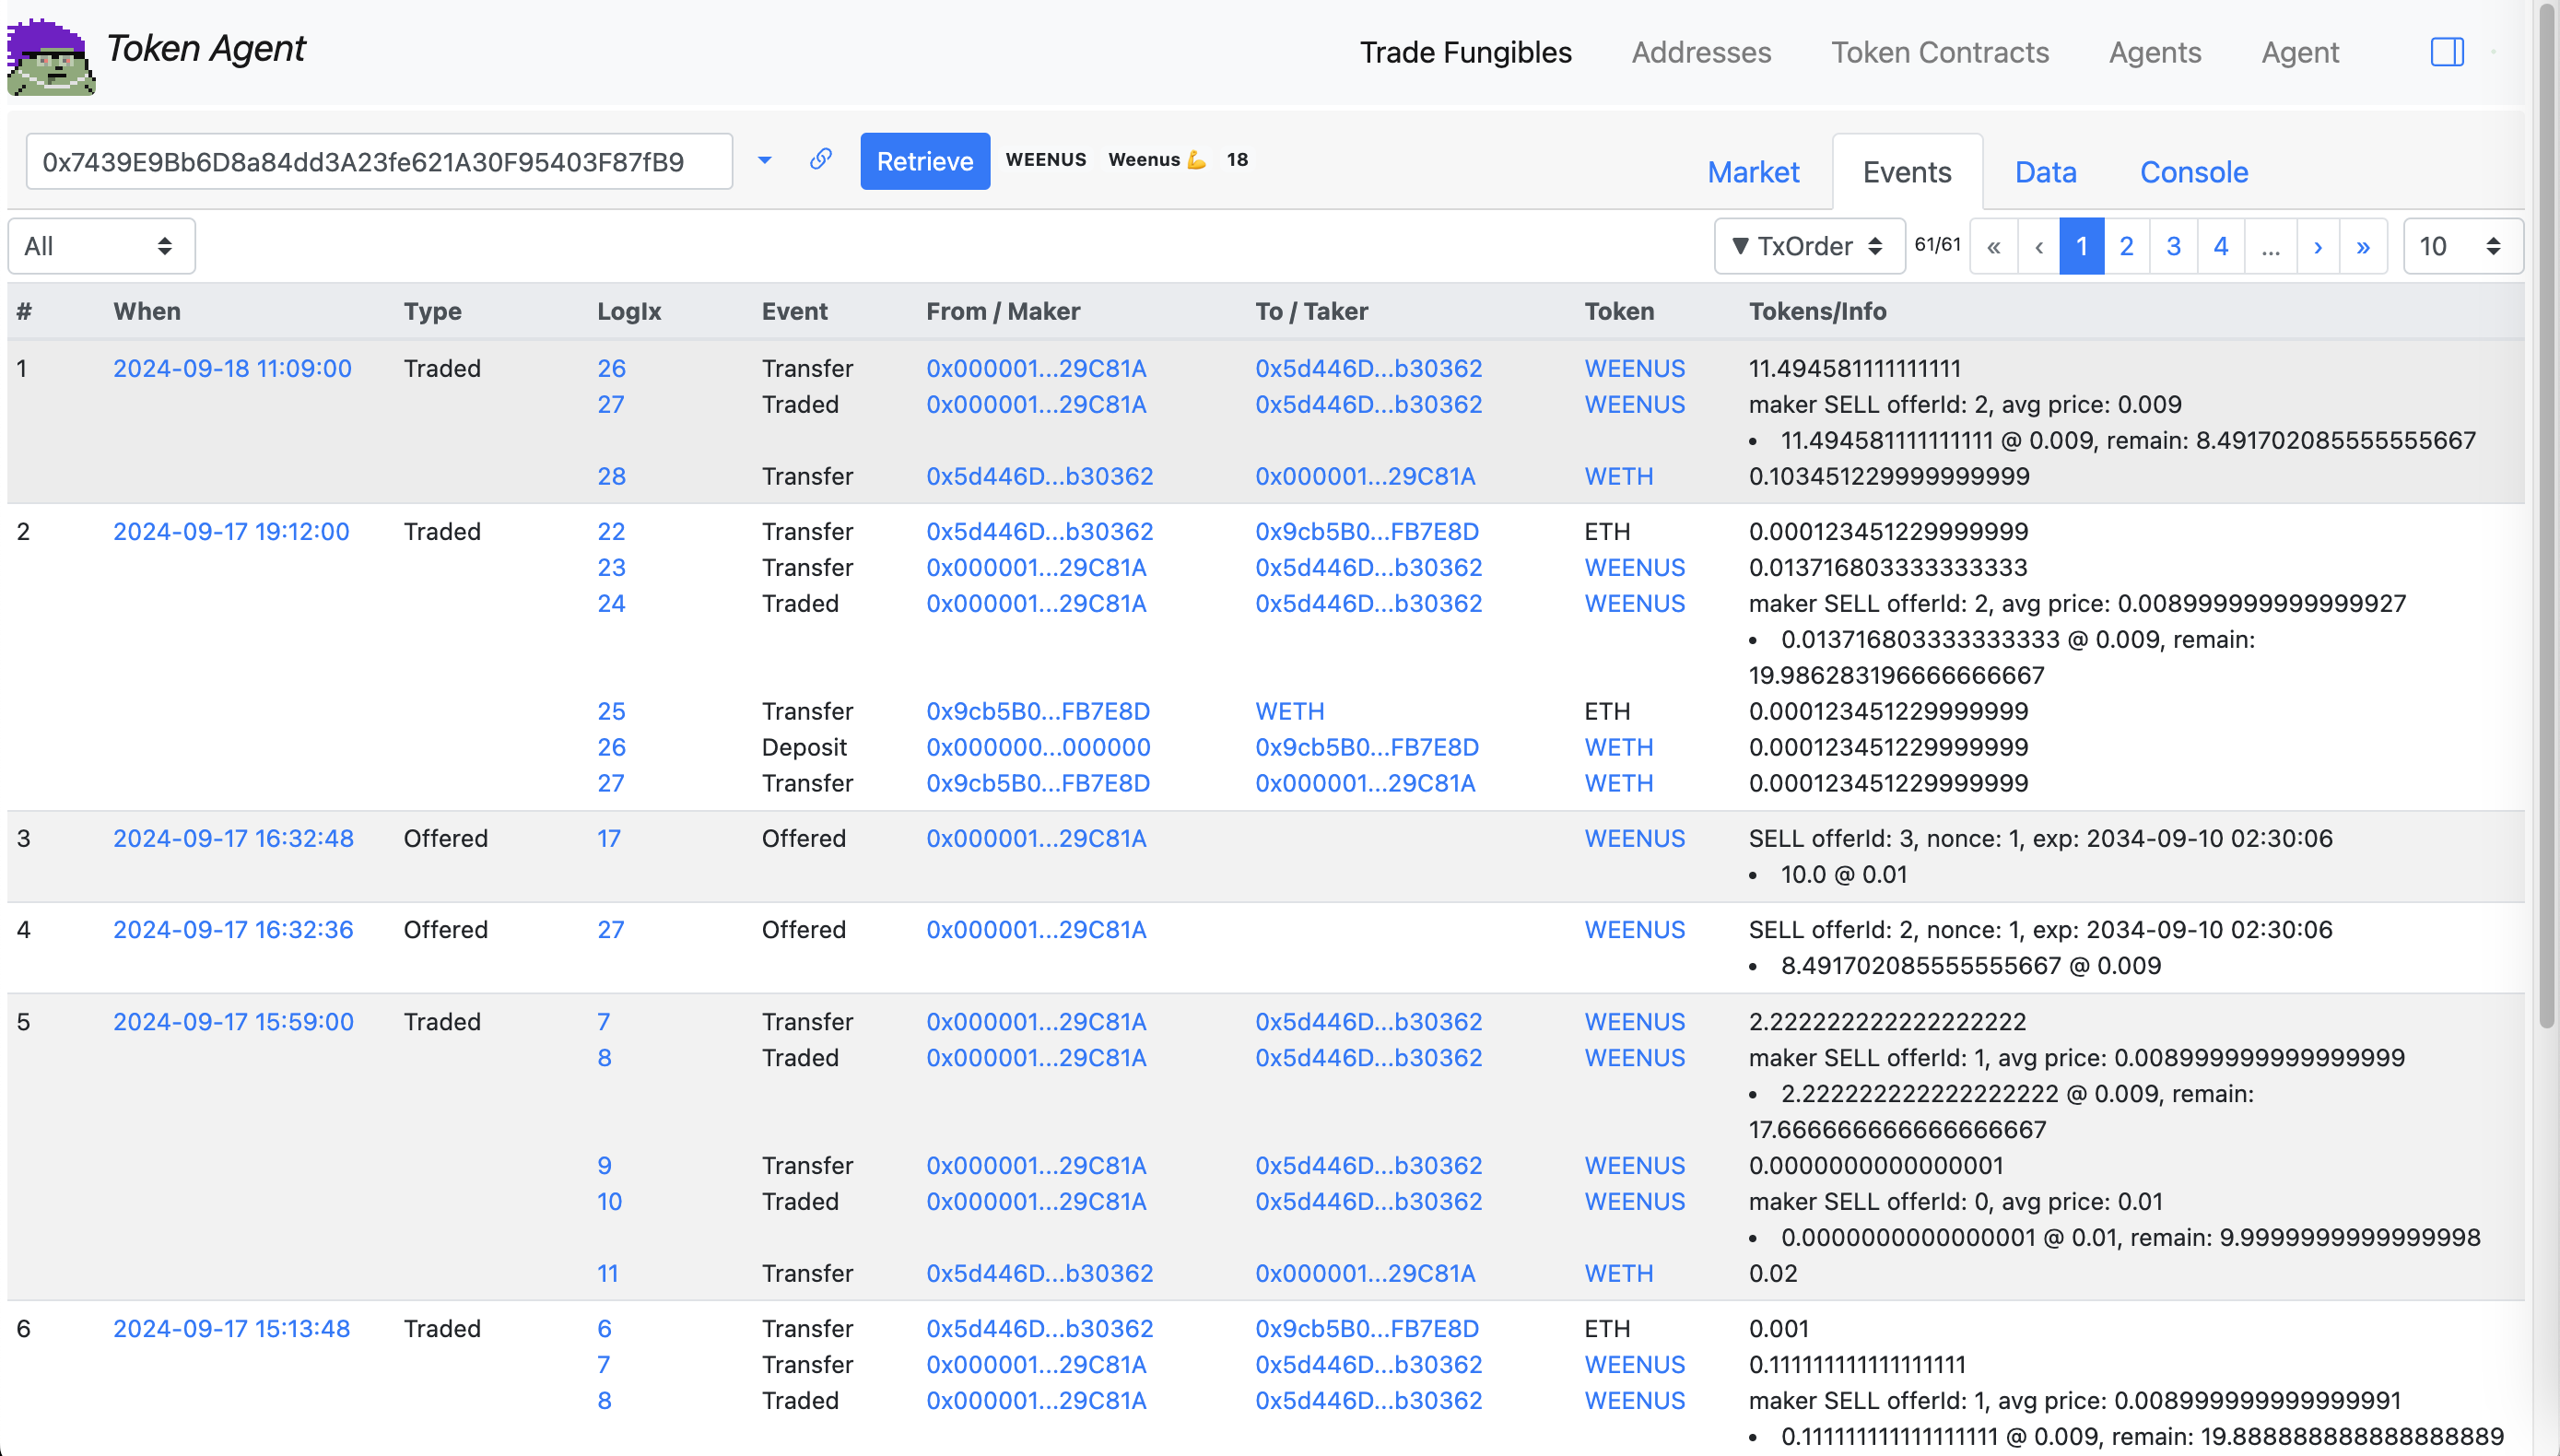 Token Agent
Trade Fungibles Addresses Token Contracts Agents Agent
0x7439E9Bb6D8a84dd3A23fe621A30F95403F87fB9 Retrieve WEENUS Weenus 💪 18 Market Events Data Console
All ▼ TxOrder 61/61 « ‹ 1 2 3 4 ... › » 10
# When Type LogIx Event From / Maker To / Taker Token Tokens/Info
1 2024-09-18 11:09:00 Traded 26 Transfer 0x000001...29C81A 0x5d446D...b30362 WEENUS 11.494581111111111
27 Traded 0x000001...29C81A 0x5d446D...b30362 WEENUS maker SELL offerId: 2, avg price: 0.009
• 11.494581111111111 @ 0.009, remain: 8.491702085555555667
28 Transfer 0x5d446D...b30362 0x000001...29C81A WETH 0.103451229999999999
2 2024-09-17 19:12:00 Traded 22 Transfer 0x5d446D...b30362 0x9cb5B0...FB7E8D ETH 0.000123451229999999
23 Transfer 0x000001...29C81A 0x5d446D...b30362 WEENUS 0.013716803333333333
24 Traded 0x000001...29C81A 0x5d446D...b30362 WEENUS maker SELL offerId: 2, avg price: 0.008999999999999927
• 0.013716803333333333 @ 0.009, remain:
19.986283196666666667
25 Transfer 0x9cb5B0...FB7E8D WETH ETH 0.000123451229999999
26 Deposit 0x000000...000000 0x9cb5B0...FB7E8D WETH 0.000123451229999999
27 Transfer 0x9cb5B0...FB7E8D 0x000001...29C81A WETH 0.000123451229999999
3 2024-09-17 16:32:48 Offered 17 Offered 0x000001...29C81A WEENUS SELL offerId: 3, nonce: 1, exp: 2034-09-10 02:30:06
• 10.0 @ 0.01
4 2024-09-17 16:32:36 Offered 27 Offered 0x000001...29C81A WEENUS SELL offerId: 2, nonce: 1, exp: 2034-09-10 02:30:06
• 8.491702085555555667 @ 0.009
5 2024-09-17 15:59:00 Traded 7 Transfer 0x000001...29C81A 0x5d446D...b30362 WEENUS 2.222222222222222222
8 Traded 0x000001...29C81A 0x5d446D...b30362 WEENUS maker SELL offerId: 1, avg price: 0.008999999999999999
• 2.222222222222222222 @ 0.009, remain:
17.666666666666666667
9 Transfer 0x000001...29C81A 0x5d446D...b30362 WEENUS 0.0000000000000001
10 Traded 0x000001...29C81A 0x5d446D...b30362 WEENUS maker SELL offerId: 0, avg price: 0.01
• 0.0000000000000001 @ 0.01, remain: 9.9999999999999998
11 Transfer 0x5d446D...b30362 0x000001...29C81A WETH 0.02
6 2024-09-17 15:13:48 Traded 6 Transfer 0x5d446D...b30362 0x9cb5B0...FB7E8D ETH 0.001
7 Transfer 0x000001...29C81A 0x5d446D...b30362 WEENUS 0.111111111111111111
8 Traded 0x000001...29C81A 0x5d446D...b30362 WEENUS maker SELL offerId: 1, avg price: 0.008999999999999991
• 0.111111111111111111 @ 0.009, remain: 19.888888888888888889